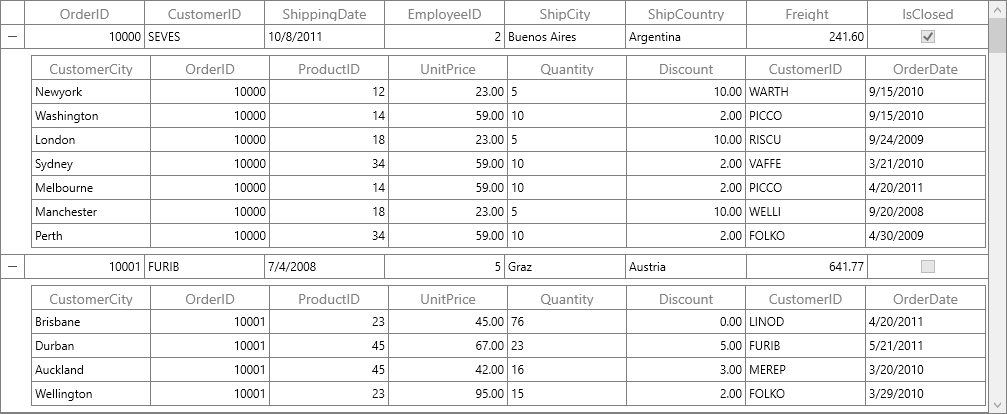 OrderID CustomerID ShippingDate EmployeeID ShipCity ShipCountry Freight IsClosed
10000 SEVES 10/8/2011 2 Buenos Aires Argentina 241.60
CustomerCity OrderID ProductID UnitPrice Quantity Discount CustomerID OrderDate
Newyork 10000 12 23.00 5 10.00 WARTH 9/15/2010
Washington 10000 14 59.00 10 2.00 PICCO 9/15/2010
London 10000 18 23.00 5 10.00 RISCU 9/24/2009
Sydney 10000 34 59.00 10 2.00 VAFFE 3/21/2010
Melbourne 10000 14 59.00 10 2.00 PICCO 4/20/2011
Manchester 10000 18 23.00 5 10.00 WELLI 9/20/2008
Perth 10000 34 59.00 10 2.00 FOLKO 4/30/2009
10001 FURIB 7/4/2008 5 Graz Austria 641.77
CustomerCity OrderID ProductID UnitPrice Quantity Discount CustomerID OrderDate
Brisbane 10001 23 45.00 76 0.00 LINOD 4/20/2011
Durban 10001 45 67.00 23 5.00 FURIB 5/21/2011
Auckland 10001 45 42.00 16 3.00 MEREP 3/20/2010
Wellington 10001 23 95.00 15 2.00 FOLKO 3/29/2010